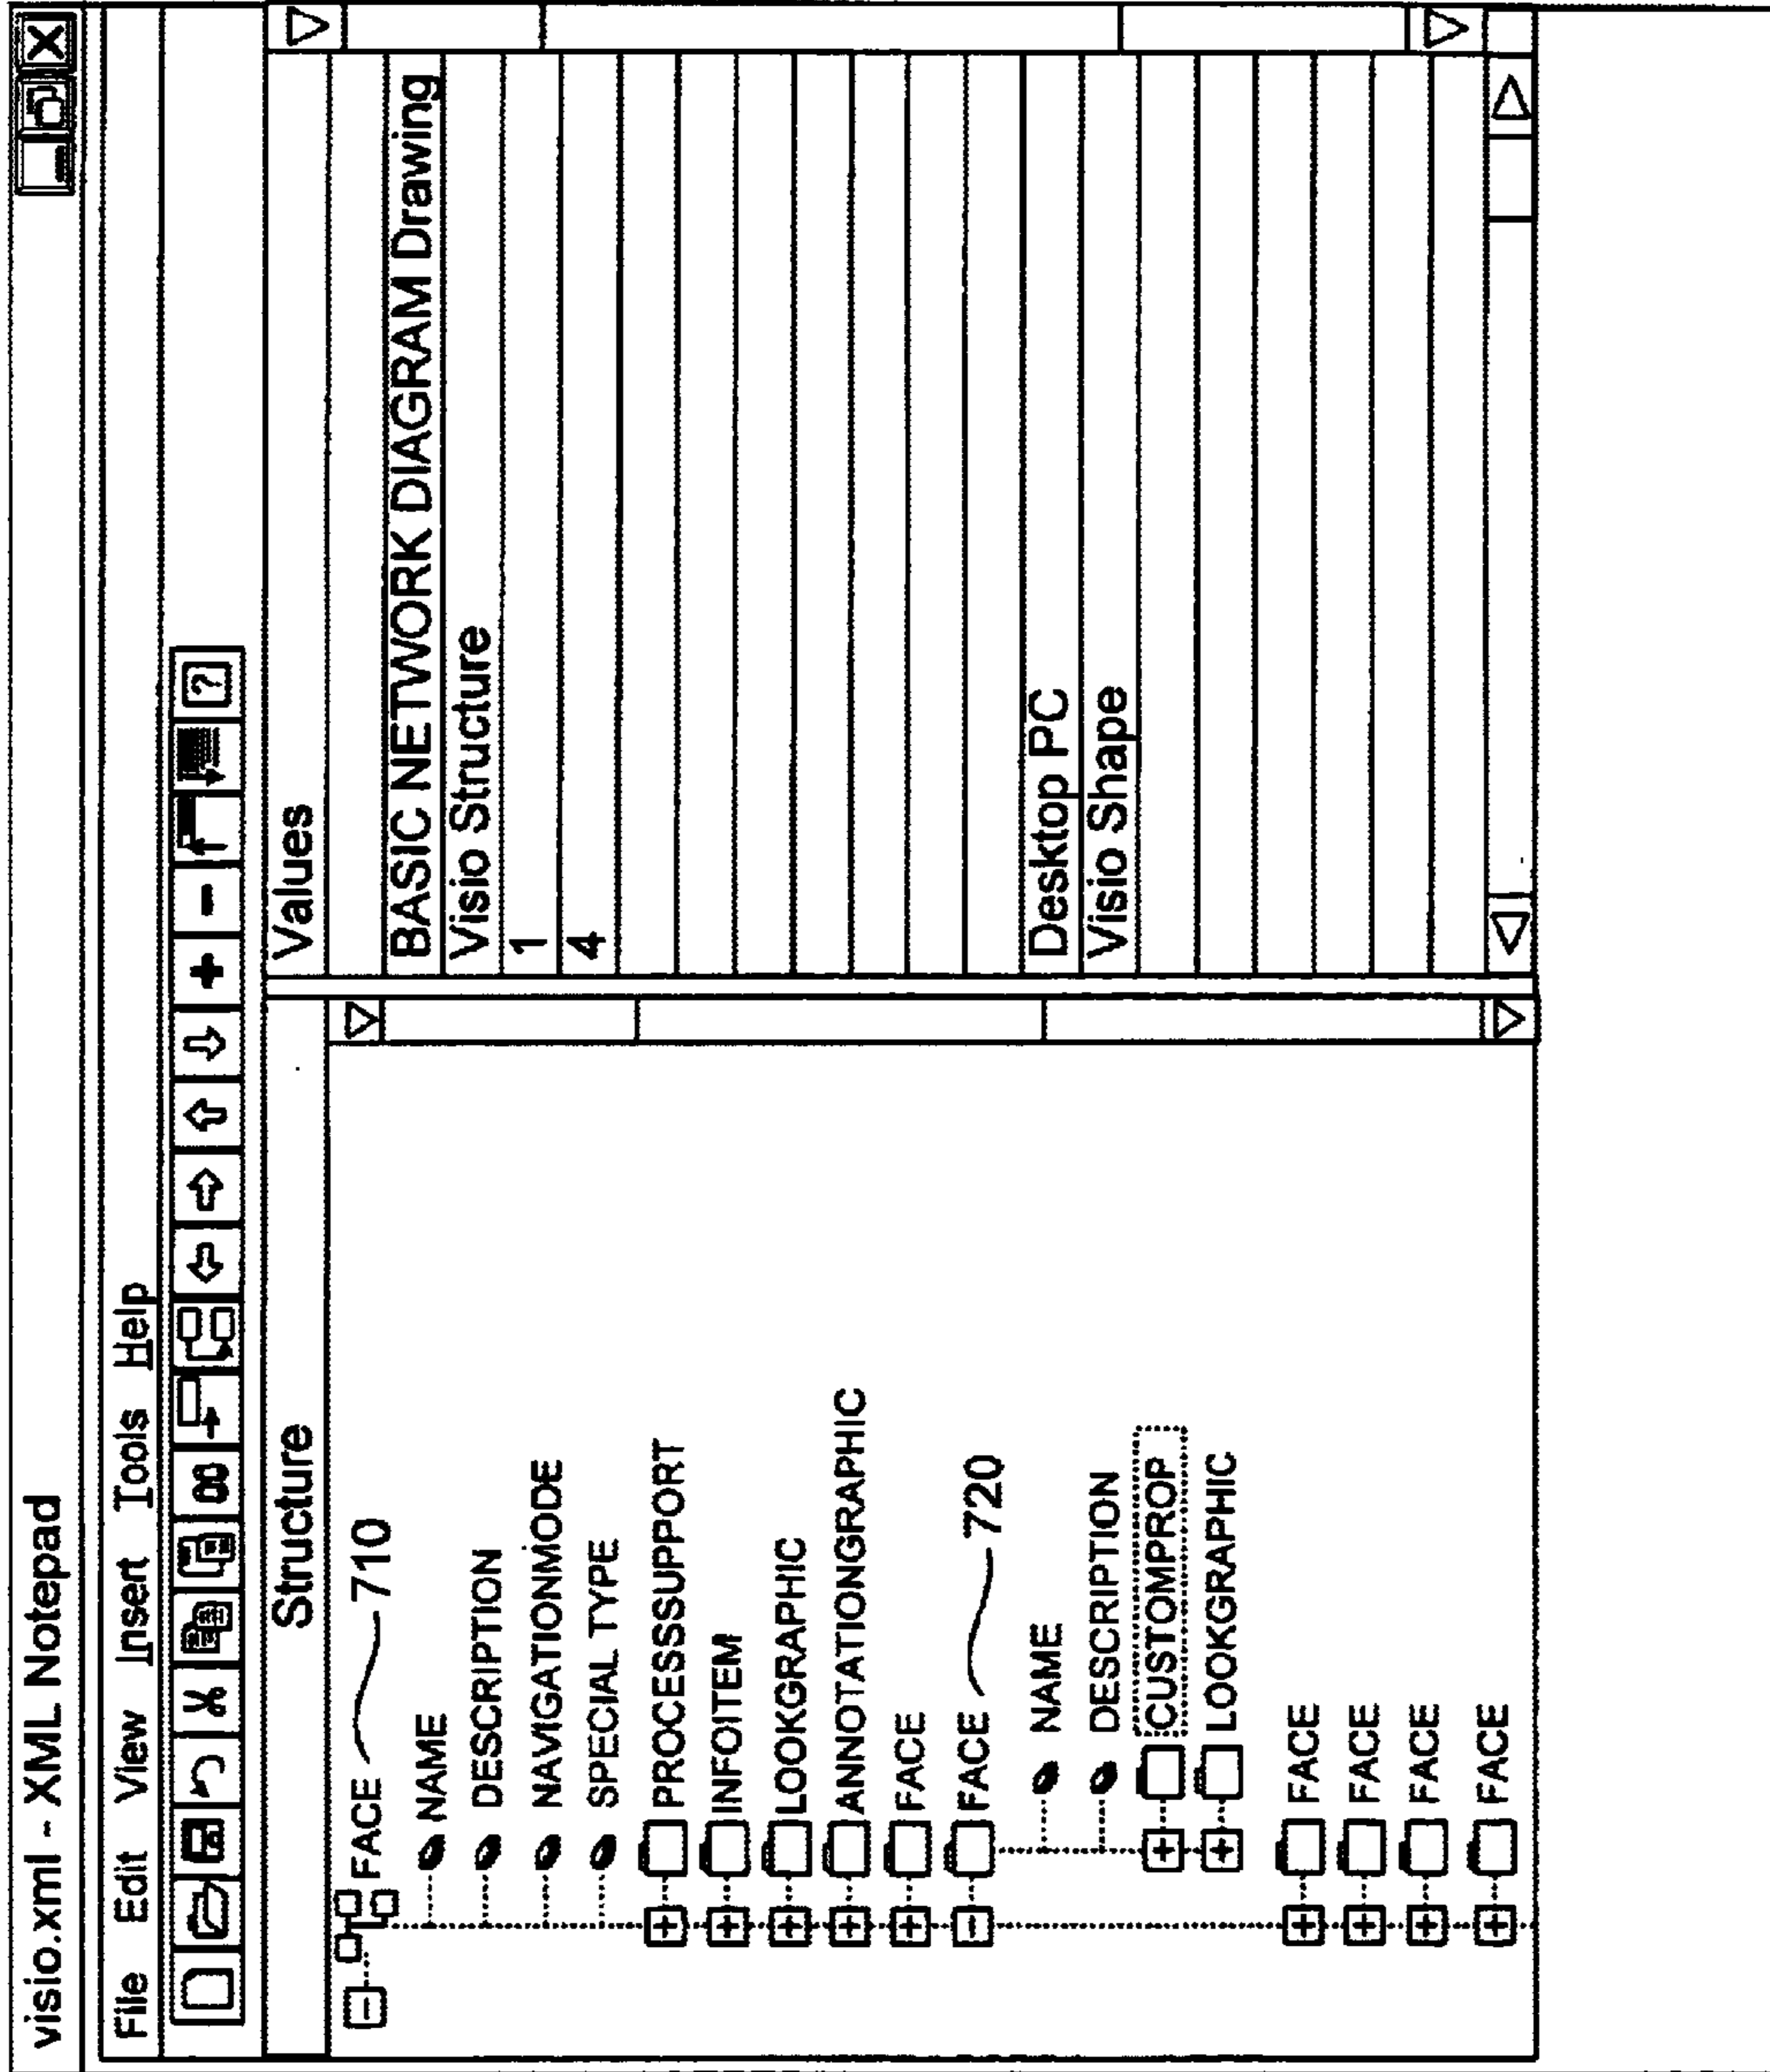 visio.xml - XML Notepad
File Edit View Insert Tools Help
+ - ?
Structure Values
FACE 710
NAME BASIC NETWORK DIAGRAM Drawing
DESCRIPTION Visio Structure
NAVIGATIONMODE 1
SPECIAL TYPE 4
PROCESSSUPPORT
INFOITEM
LOOKGRAPHIC
ANNOTATIONGRAPHIC
FACE
FACE 720
NAME Desktop PC
DESCRIPTION Visio Shape
CUSTOMPROP
LOOKGRAPHIC
FACE
FACE
FACE
FACE